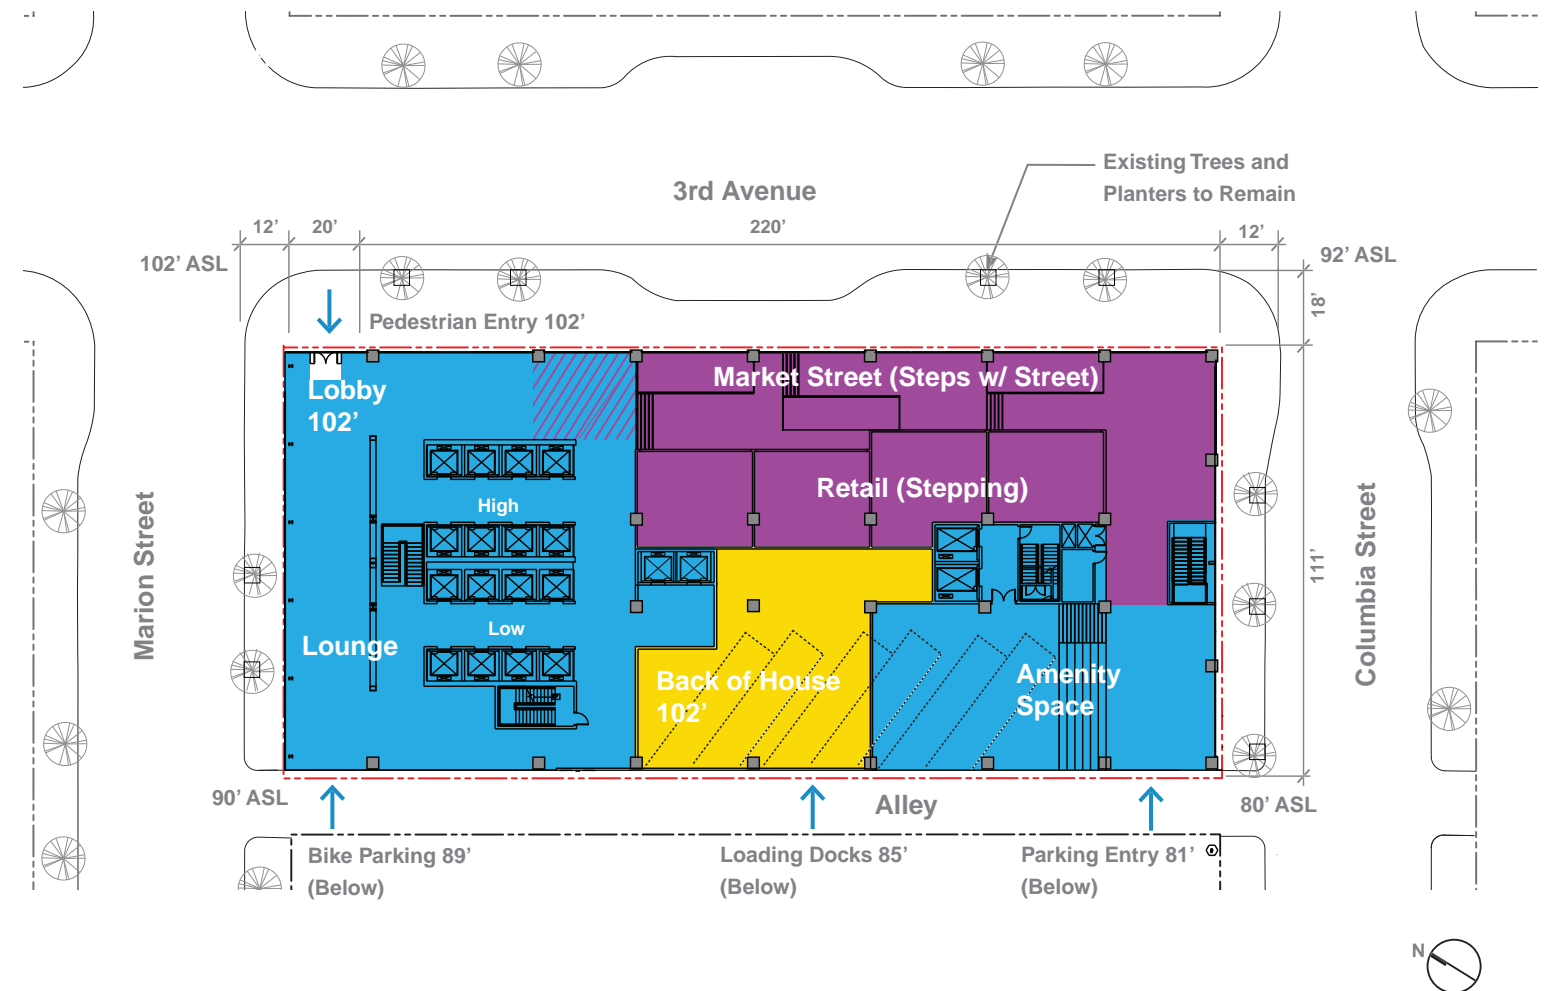 Existing Trees and
Planters to Remain
3rd Avenue
12’
20’
220’
12’
102’ ASL
92’ ASL
18’
Pedestrian Entry 102’
Lobby
102’
Market Street (Steps w/ Street)
High
Retail (Stepping)
Marion Street
Columbia Street
111’
Low
Lounge
Back of House
102’
Amenity
Space
90’ ASL
Alley
80’ ASL
Bike Parking 89’
(Below)
Loading Docks 85’
(Below)
Parking Entry 81’
(Below)
N